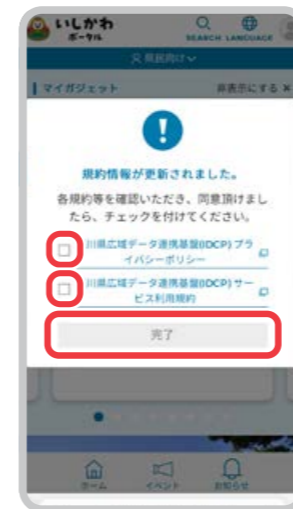 いしかわ
ポータル
SEARCH LANGUAGE
県民向け
マイガジェット
非表示にする ×
!
規約情報が更新されました。
各規約等を確認いただき、同意頂けまし
たら、チェックを付けてください。
川県広域データ連携基盤(IDCP)プラ
イバシーポリシー
川県広域データ連携基盤(IDCP)サー
ビス利用規約
完了
ホーム
イベント
お知らせ